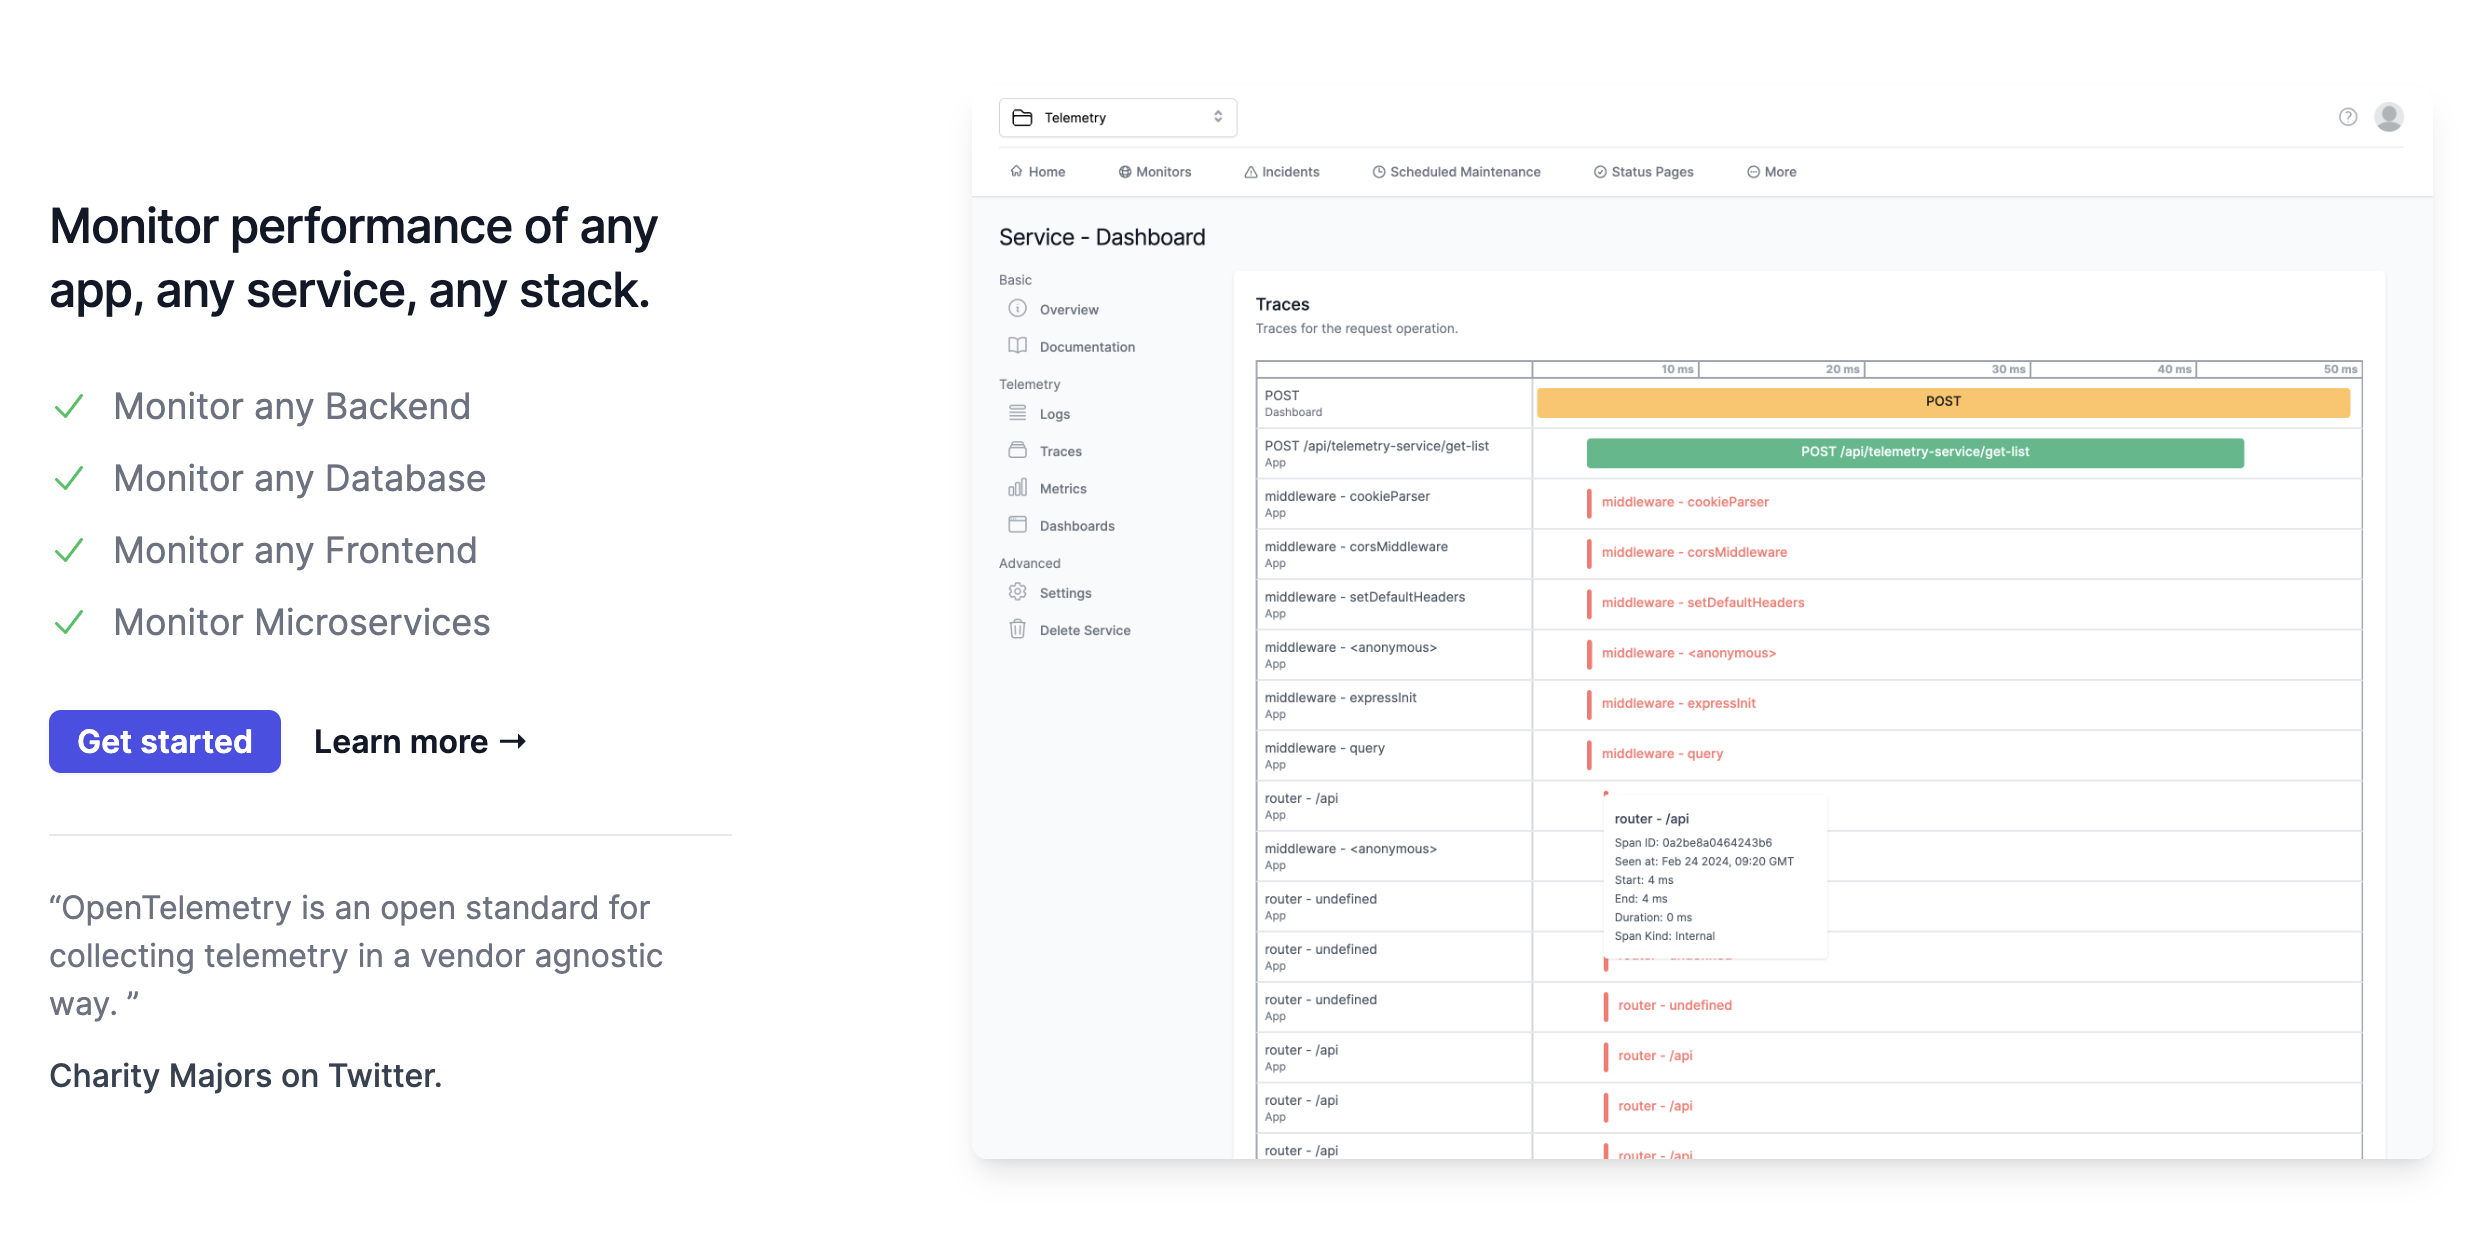 Monitor performance of any
app, any service, any stack.
Monitor any Backend
Monitor any Database
Monitor any Frontend
Monitor Microservices
Get started
Learn more →
“OpenTelemetry is an open standard for
collecting telemetry in a vendor agnostic
way. ”
Charity Majors on Twitter.
Telemetry
Home
Monitors
Incidents
Scheduled Maintenance
Status Pages
More
Service - Dashboard
Basic
Overview
Documentation
Telemetry
Logs
Traces
Metrics
Dashboards
Advanced
Settings
Delete Service
Traces
Traces for the request operation.
10 ms
20 ms
30 ms
40 ms
50 ms
POST
Dashboard
POST
POST /api/telemetry-service/get-list
App
POST /api/telemetry-service/get-list
middleware - cookieParser
App
middleware - cookieParser
middleware - corsMiddleware
App
middleware - corsMiddleware
middleware - setDefaultHeaders
App
middleware - setDefaultHeaders
middleware - <anonymous>
App
middleware - <anonymous>
middleware - expressInit
App
middleware - expressInit
middleware - query
App
middleware - query
router - /api
App
middleware - <anonymous>
App
router - undefined
App
router - /api
Span ID: 0a2be8a0464243b6
Seen at: Feb 24 2024, 09:20 GMT
Start: 4 ms
End: 4 ms
Duration: 0 ms
Span Kind: Internal
router - undefined
App
router - undefined
App
router - undefined
router - /api
App
router - /api
router - /api
App
router - /api
router - /api
router - /api